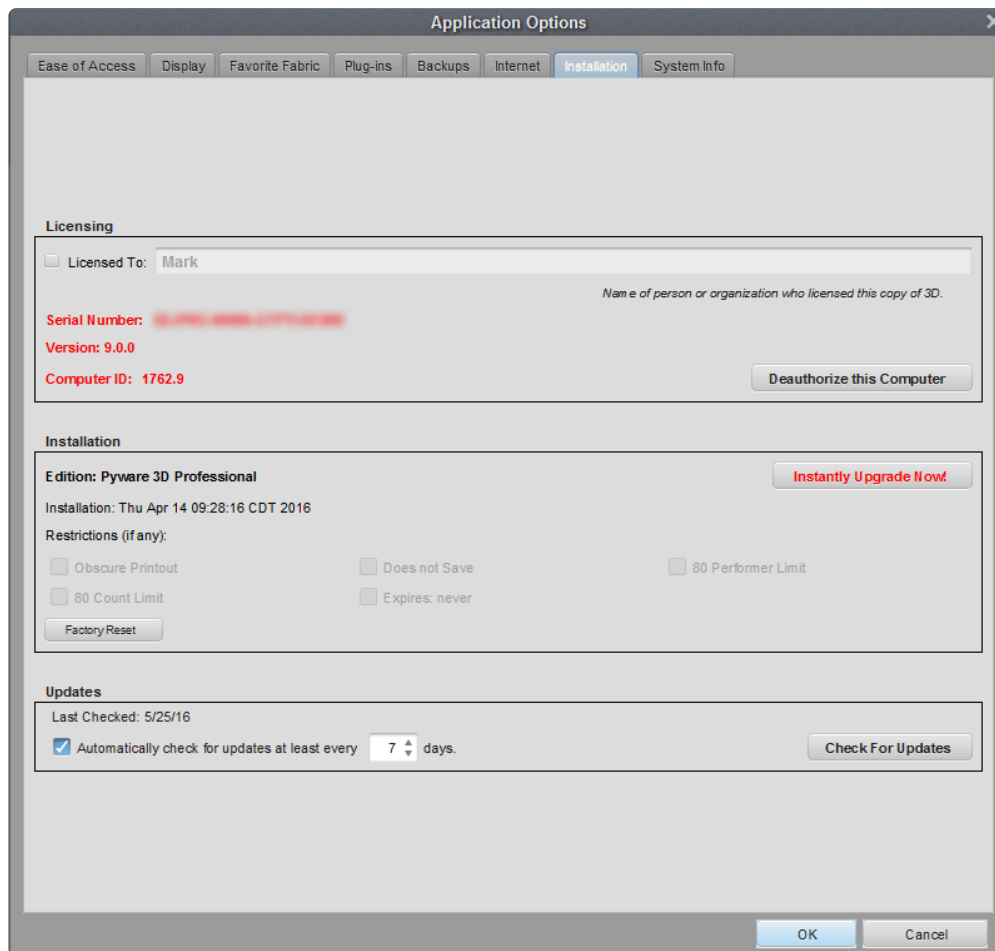 Application Options
Ease of Access Display Favorite Fabric Plug-ins Backups Internet Installation System Info
Licensing
Licensed To: Mark
Name of person or organization who licensed this copy of 3D.
Serial Number:
Version: 9.0.0
Computer ID: 1762.9 Deauthorize this Computer
Installation
Edition: Pyware 3D Professional Instantly Upgrade Now!
Installation: Thu Apr 14 09:28:16 CDT 2016
Restrictions (if any):
Obscure Printout Does not Save 80 Performer Limit
80 Count Limit Expires: never
Factory Reset
Updates
Last Checked: 5/25/16
Automatically check for updates at least every 7 days. Check For Updates
OK Cancel